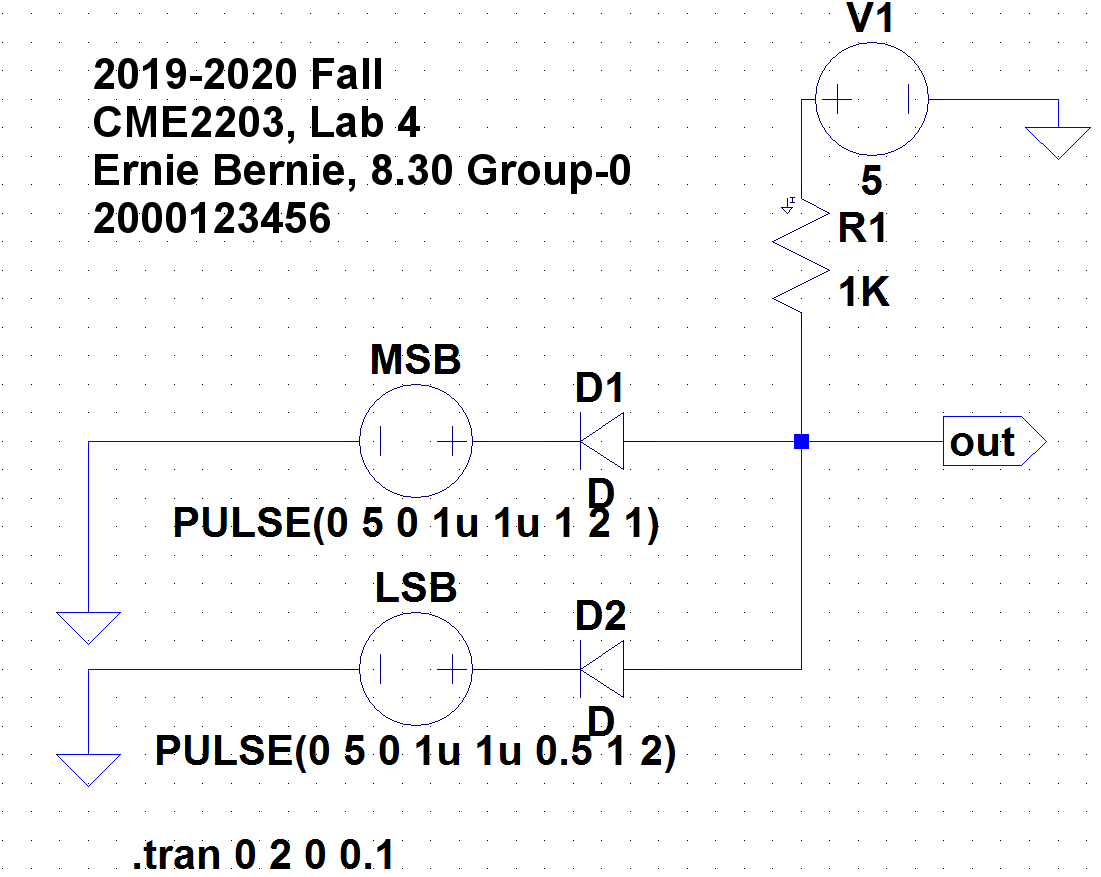 V1
2019-2020 Fall
CME2203, Lab 4
Ernie Bernie, 8.30 Group-0
5
2000123456
R1
1K
MSB
D1
out
D
PULSE(0 5 0 1u 1u 1 2 1)
LSB
D2
D
PULSE(0 5 0 1u 1u 0.5 1 2)
.tran 0 2 0 0.1